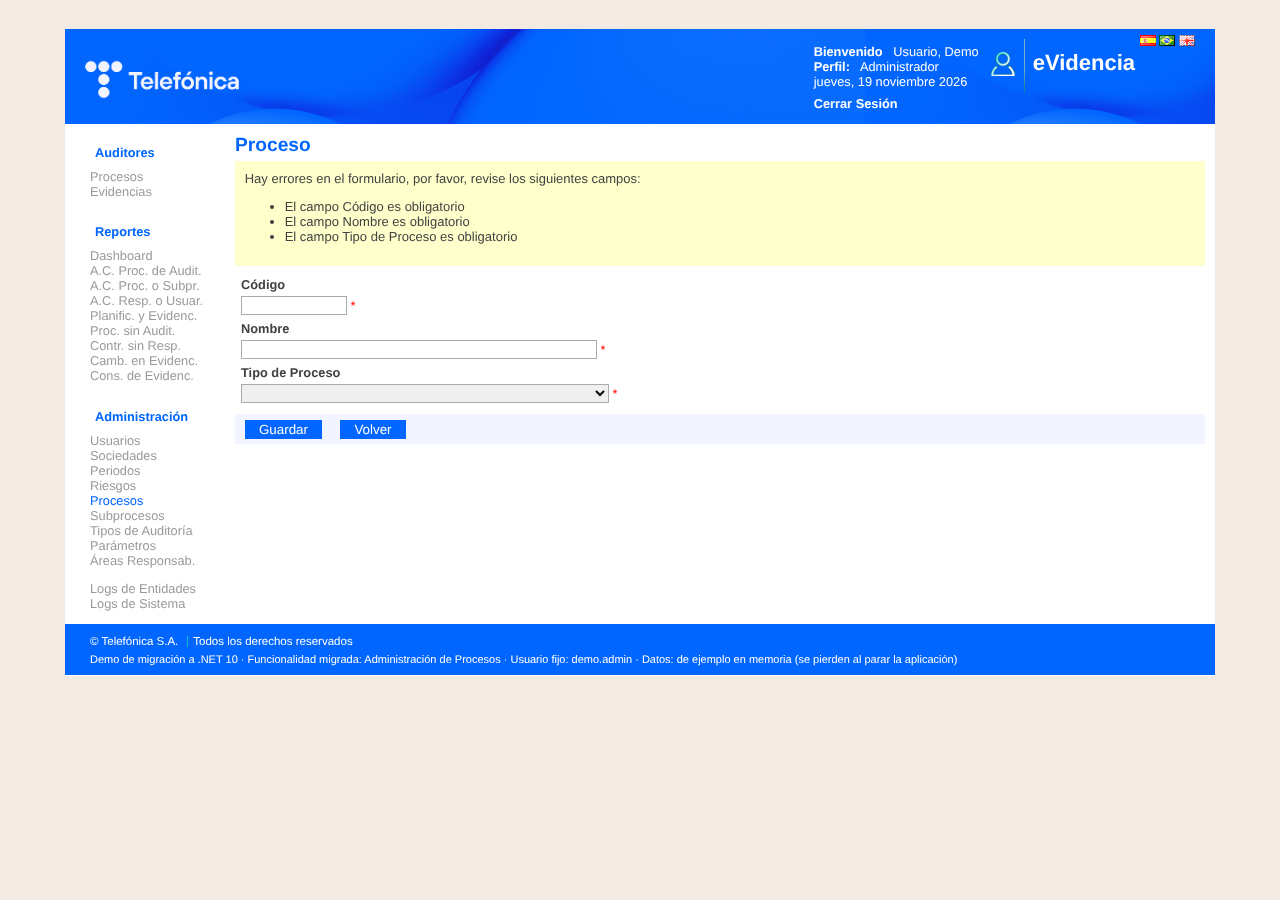 Telefónica
Bienvenido Usuario, Demo
Perfil: Administrador
jueves, 19 noviembre 2026
Cerrar Sesión
eVidencia
Auditores
Procesos
Evidencias
Reportes
Dashboard
A.C. Proc. de Audit.
A.C. Proc. o Subpr.
A.C. Resp. o Usuar.
Planific. y Evidenc.
Proc. sin Audit.
Contr. sin Resp.
Camb. en Evidenc.
Cons. de Evidenc.
Administración
Usuarios
Sociedades
Periodos
Riesgos
Procesos
Subprocesos
Tipos de Auditoría
Parámetros
Áreas Responsab.
Logs de Entidades
Logs de Sistema
Proceso
Hay errores en el formulario, por favor, revise los siguientes campos:
• El campo Código es obligatorio
• El campo Nombre es obligatorio
• El campo Tipo de Proceso es obligatorio
Código
*
Nombre
*
Tipo de Proceso
*
Guardar Volver
© Telefónica S.A. | Todos los derechos reservados
Demo de migración a .NET 10 · Funcionalidad migrada: Administración de Procesos · Usuario fijo: demo.admin · Datos: de ejemplo en memoria (se pierden al parar la aplicación)